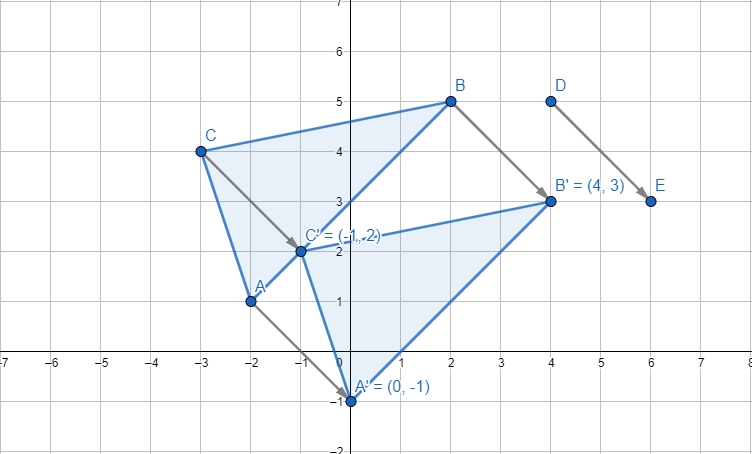 7
6
B
D
5
C
4
B' = (4, 3)
E
3
C' = (-1, 2)
2
A
1
-7 -6 -5 -4 -3 -2 -1 0 1 2 3 4 5 6 7 8
A' = (0, -1)
-1
-2